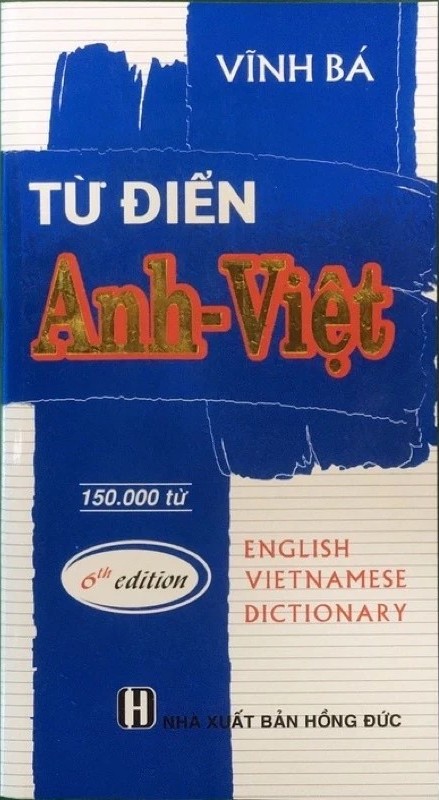 VĨNH BÁ
TỪ ĐIỂN
Anh-Việt
150.000 từ
6th edition
ENGLISH
VIETNAMESE
DICTIONARY
H NHÀ XUẤT BẢN HỒNG ĐỨC